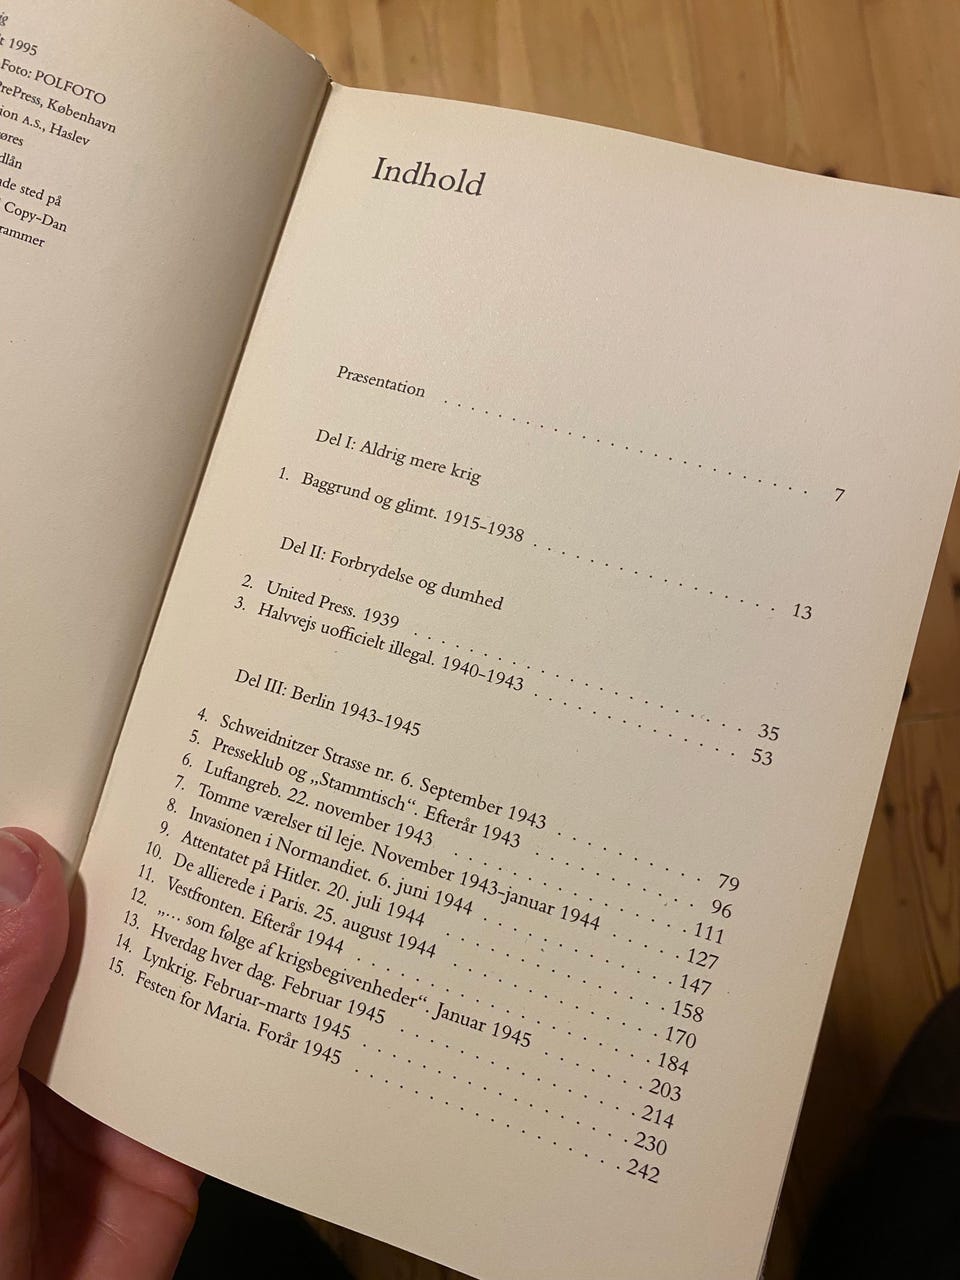 1995
Foto: POLFOTO
PrePress, København
A.S., Haslev
sted på
Copy-Dan
Indhold
Præsentation . . . . . . . . . . . . . . . . . . . . . . . . . . . . 7
Del I: Aldrig mere krig
1. Baggrund og glimt. 1915-1938 . . . . . . . . . . . . . . . . . . . 13
Del II: Forbrydelse og dumhed
2. United Press. 1939 . . . . . . . . . . . . . . . . . . . . . . . . . 35
3. Halvvejs uofficielt illegal. 1940-1943 . . . . . . . . . . . . . . . . 53
Del III: Berlin 1943-1945
4. Schweidnitzer Strasse nr. 6. September 1943 . . . . . . . . . . . . 79
5. Presseklub og „Stammtisch“. Efterår 1943 . . . . . . . . . . . . . . 96
6. Luftangreb. 22. november 1943 . . . . . . . . . . . . . . . . . . . 111
7. Tomme værelser til leje. November 1943-januar 1944 . . . . . . . 127
8. Invasionen i Normandiet. 6. juni 1944 . . . . . . . . . . . . . . . . 147
9. Attentatet på Hitler. 20. juli 1944 . . . . . . . . . . . . . . . . . . . 158
10. De allierede i Paris. 25. august 1944 . . . . . . . . . . . . . . . . . 170
11. Vestfronten. Efterår 1944 . . . . . . . . . . . . . . . . . . . . . . . 184
12. „… som følge af krigsbegivenheder“. Januar 1945 . . . . . . . . . 203
13. Hverdag hver dag. Februar 1945 . . . . . . . . . . . . . . . . . . . 214
14. Lynkrig. Februar-marts 1945 . . . . . . . . . . . . . . . . . . . . . 230
15. Festen for Maria. Forår 1945 . . . . . . . . . . . . . . . . . . . . . 242